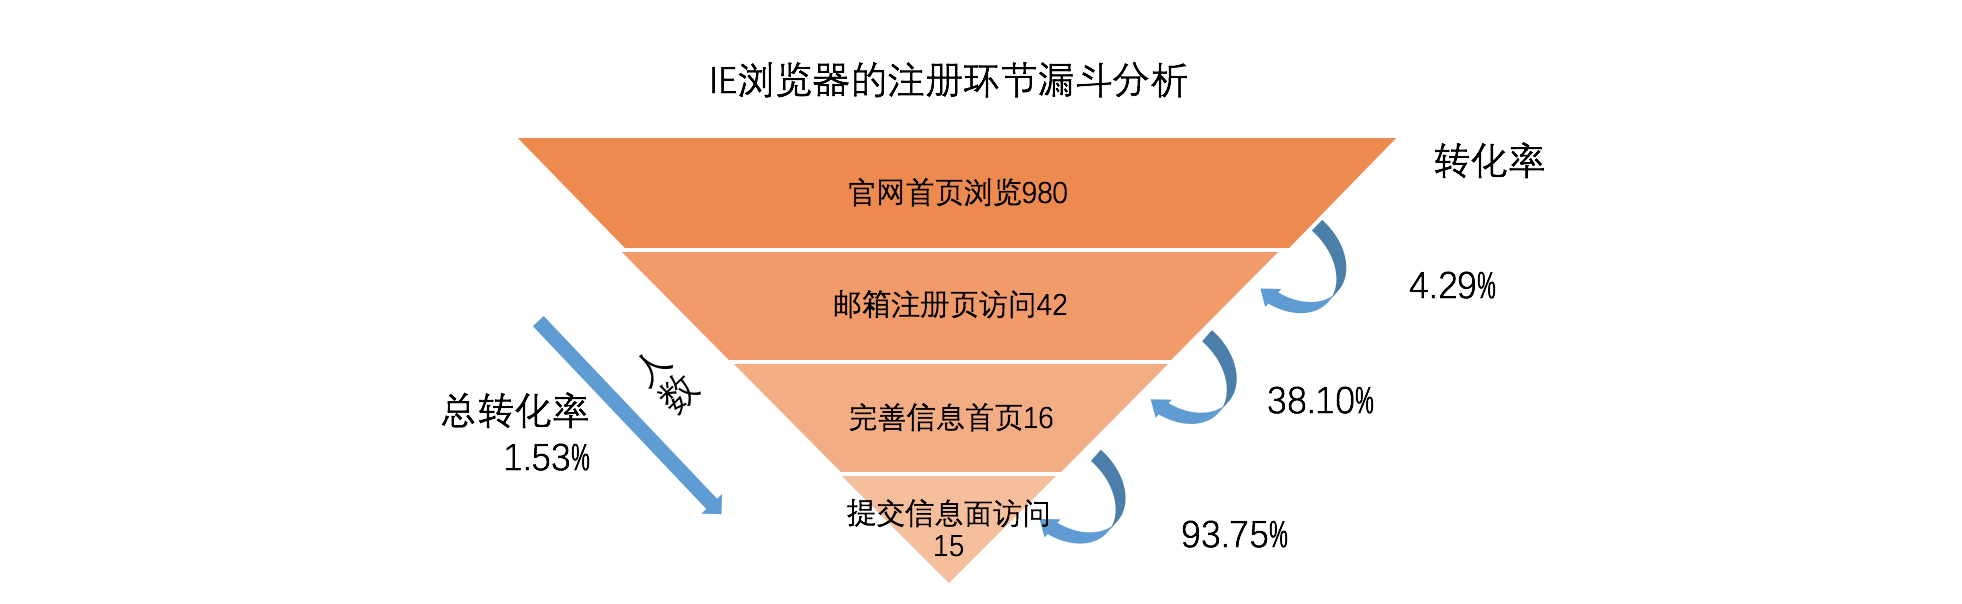 IE浏览器的注册环节漏斗分析
转化率
官网首页浏览980
4.29%
邮箱注册页访问42
人数
总转化率
1.53%
38.10%
完善信息首页16
提交信息面访问
15
93.75%